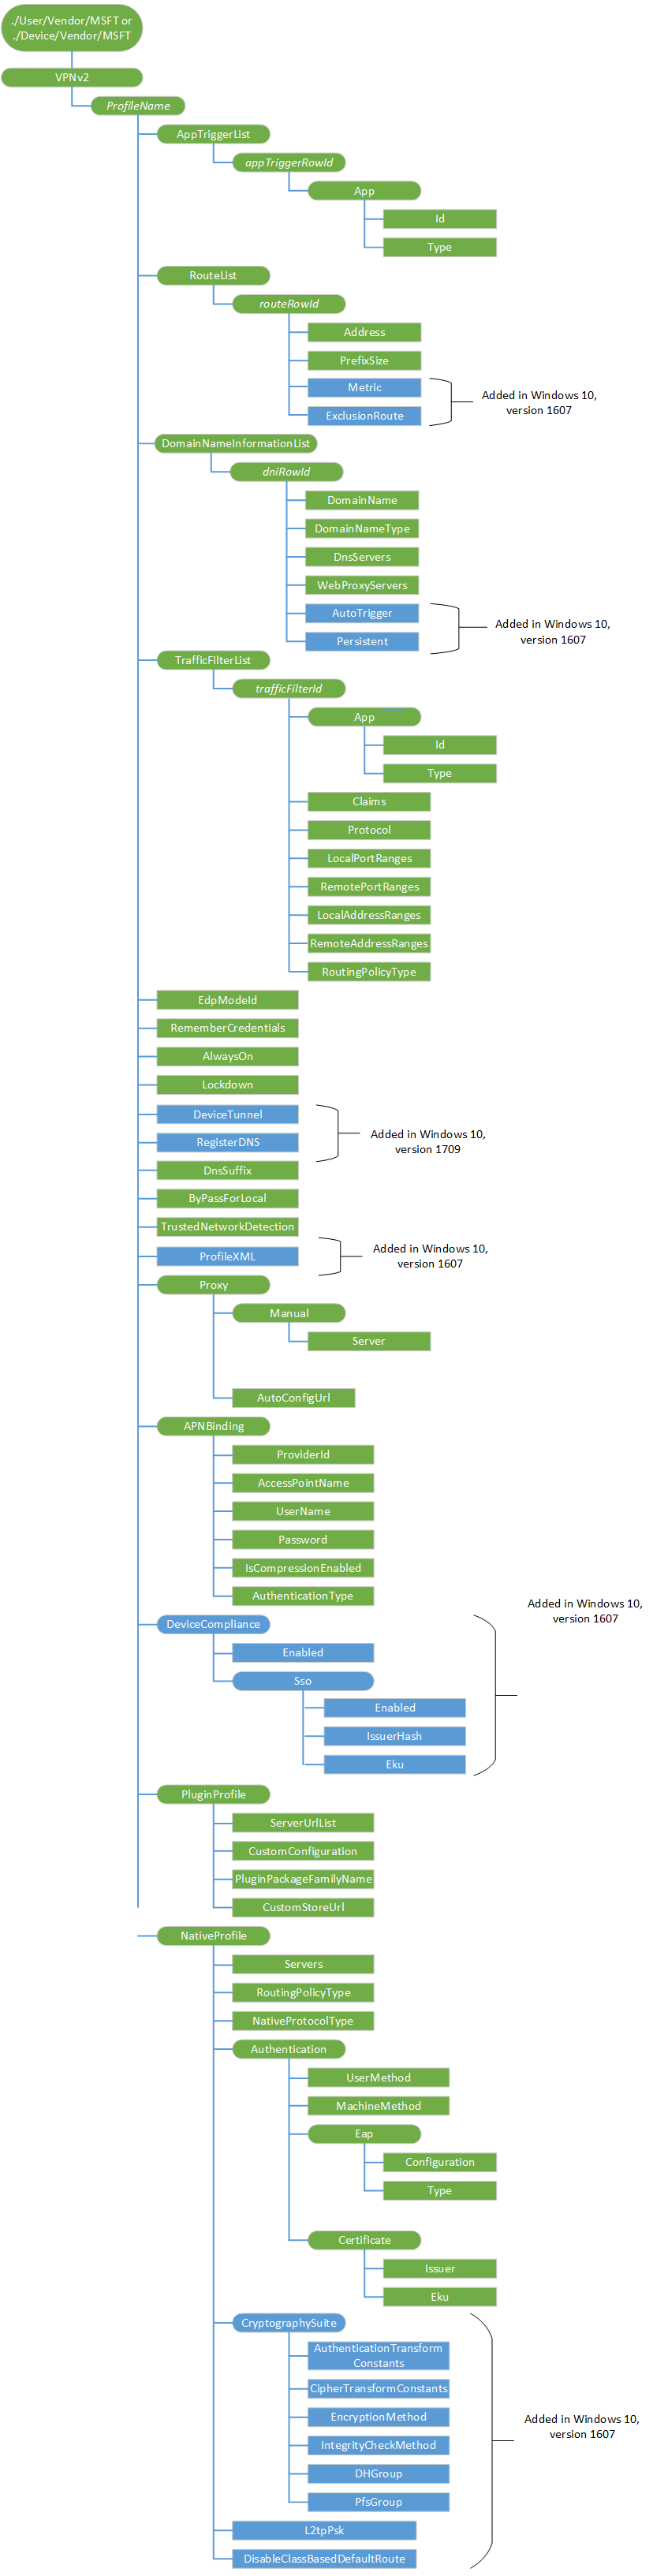 ./User/Vendor/MSFT or
./Device/Vendor/MSFT
VPNv2
ProfileName
AppTriggerList
appTriggerRowId
App
Id
Type
RouteList
routeRowId
Address
PrefixSize
Metric
ExclusionRoute
Added in Windows 10,
version 1607
DomainNameInformationList
dniRowId
DomainName
DomainNameType
DnsServers
WebProxyServers
AutoTrigger
Persistent
Added in Windows 10,
version 1607
TrafficFilterList
trafficFilterId
App
Id
Type
Claims
Protocol
LocalPortRanges
RemotePortRanges
LocalAddressRanges
RemoteAddressRanges
RoutingPolicyType
EdpModeId
RememberCredentials
AlwaysOn
Lockdown
DeviceTunnel
RegisterDNS
Added in Windows 10,
version 1709
DnsSuffix
ByPassForLocal
TrustedNetworkDetection
ProfileXML
Added in Windows 10,
version 1607
Proxy
Manual
Server
AutoConfigUrl
APNBinding
ProviderId
AccessPointName
UserName
Password
IsCompressionEnabled
AuthenticationType
Added in Windows 10,
version 1607
DeviceCompliance
Enabled
Sso
Enabled
IssuerHash
Eku
PluginProfile
ServerUrlList
CustomConfiguration
PluginPackageFamilyName
CustomStoreUrl
NativeProfile
Servers
RoutingPolicyType
NativeProtocolType
Authentication
UserMethod
MachineMethod
Eap
Configuration
Type
Certificate
Issuer
Eku
CryptographySuite
AuthenticationTransform
Constants
CipherTransformConstants
EncryptionMethod
IntegrityCheckMethod
DHGroup
PfsGroup
Added in Windows 10,
version 1607
L2tpPsk
DisableClassBasedDefaultRoute